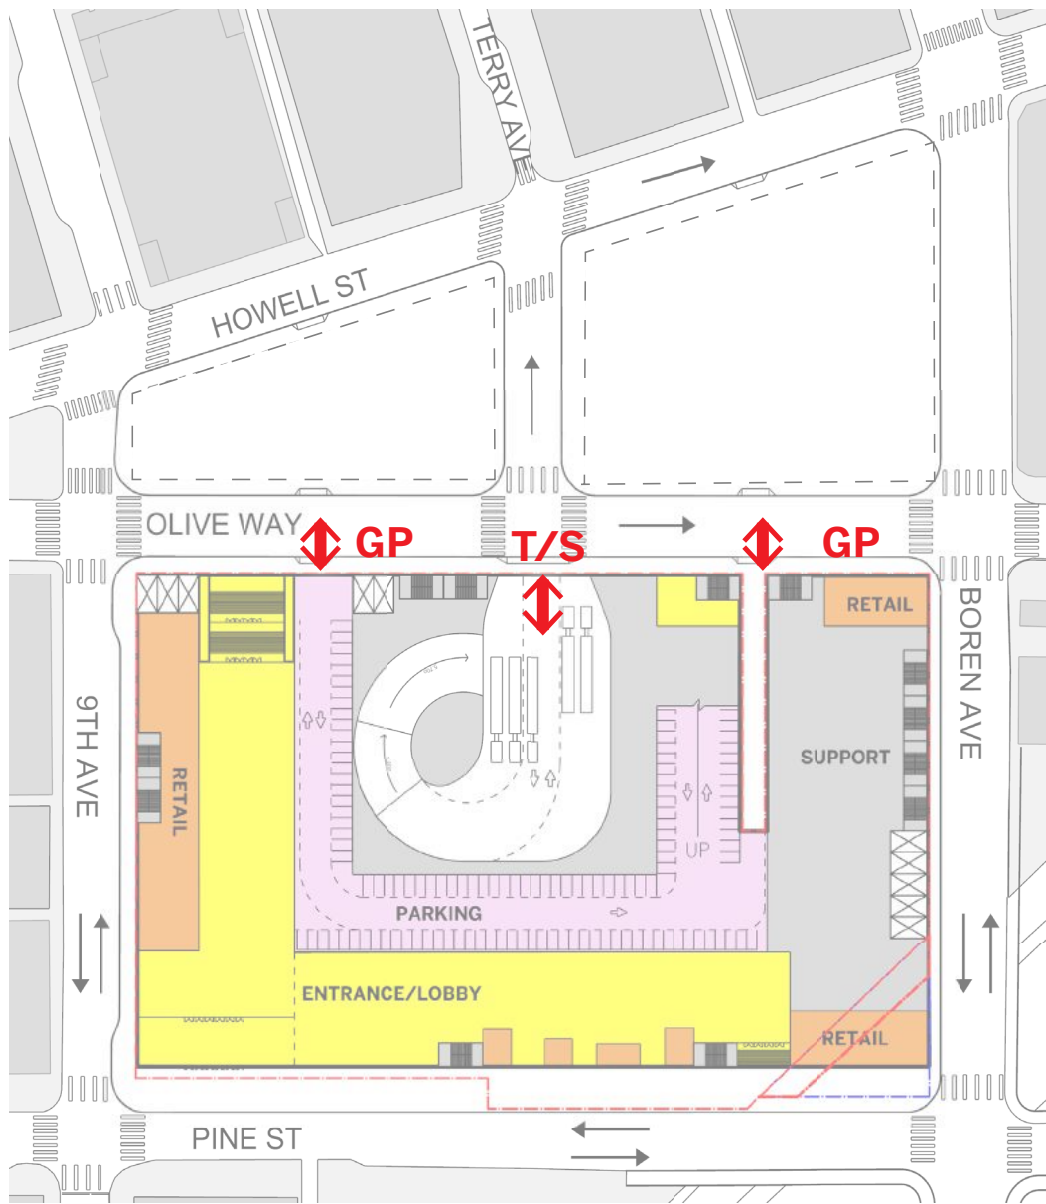 TERRY AVE
HOWELL ST
OLIVE WAY
GP
T/S
GP
RETAIL
BOREN AVE
9TH AVE
RETAIL
SUPPORT
UP
PARKING
ENTRANCE/LOBBY
RETAIL
PINE ST